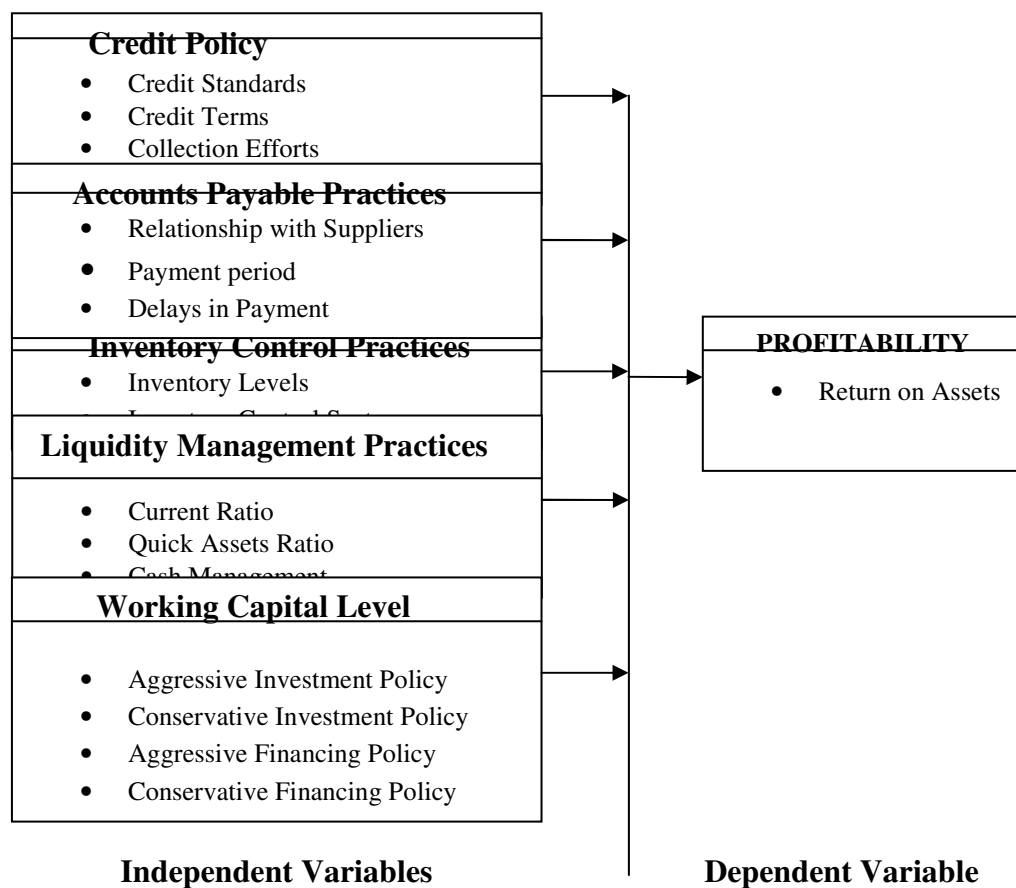 Credit Policy
• Credit Standards
• Credit Terms
• Collection Efforts
Accounts Payable Practices
• Relationship with Suppliers
• Payment period
• Delays in Payment
Inventory Control Practices
• Inventory Levels
Liquidity Management Practices
• Current Ratio
• Quick Assets Ratio
• Cash Management
Working Capital Level
• Aggressive Investment Policy
• Conservative Investment Policy
• Aggressive Financing Policy
• Conservative Financing Policy
PROFITABILITY
• Return on Assets
Independent Variables
Dependent Variable